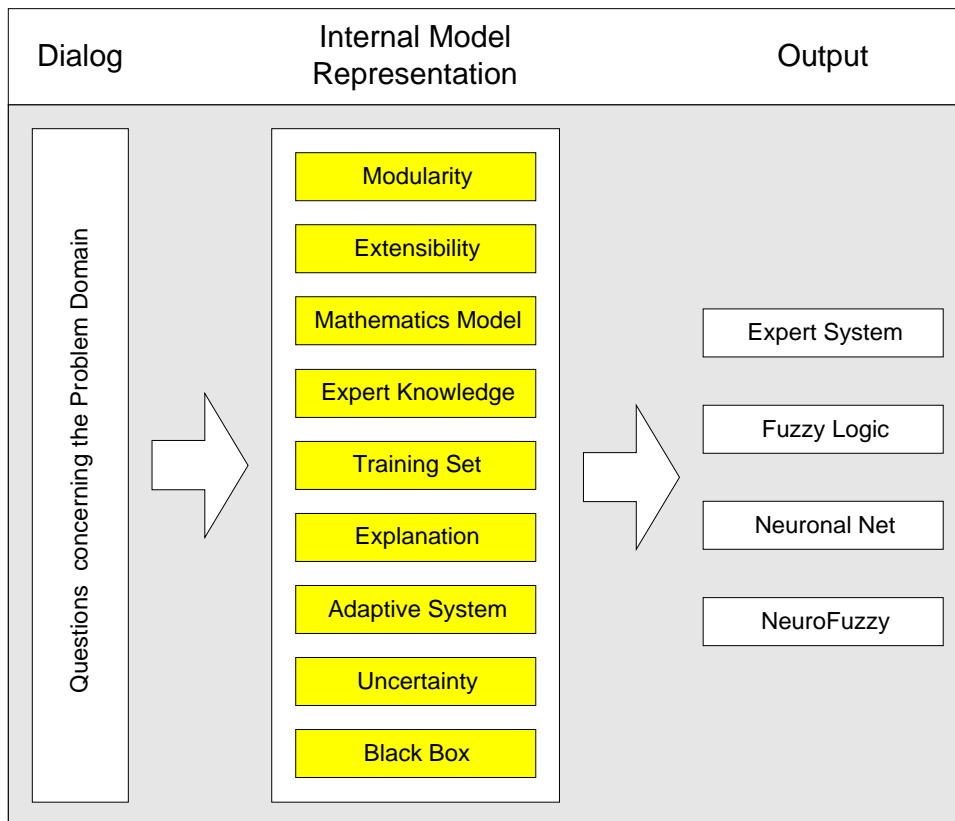 Dialog
Internal Model
Representation
Output
Questions concerning the Problem Domain
Modularity
Extensibility
Mathematics Model
Expert Knowledge
Training Set
Explanation
Adaptive System
Uncertainty
Black Box
Expert System
Fuzzy Logic
Neuronal Net
NeuroFuzzy